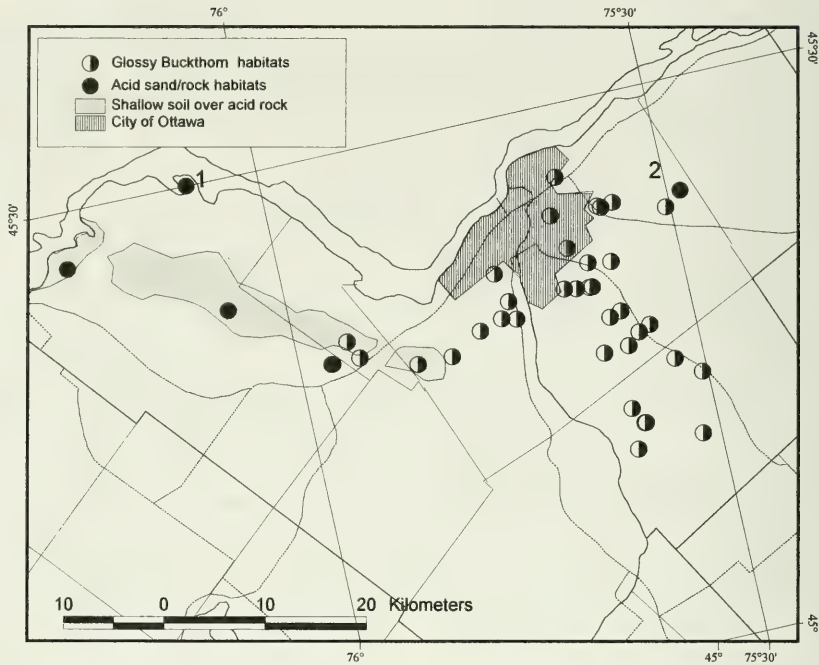 76°
75°30'
45°30'
Glossy Buckthorn habitats
Acid sand/rock habitats
Shallow soil over acid rock
City of Ottawa
1
2
45°30'
10 0 10 20 Kilometers
45°
76°
45°
75°30'